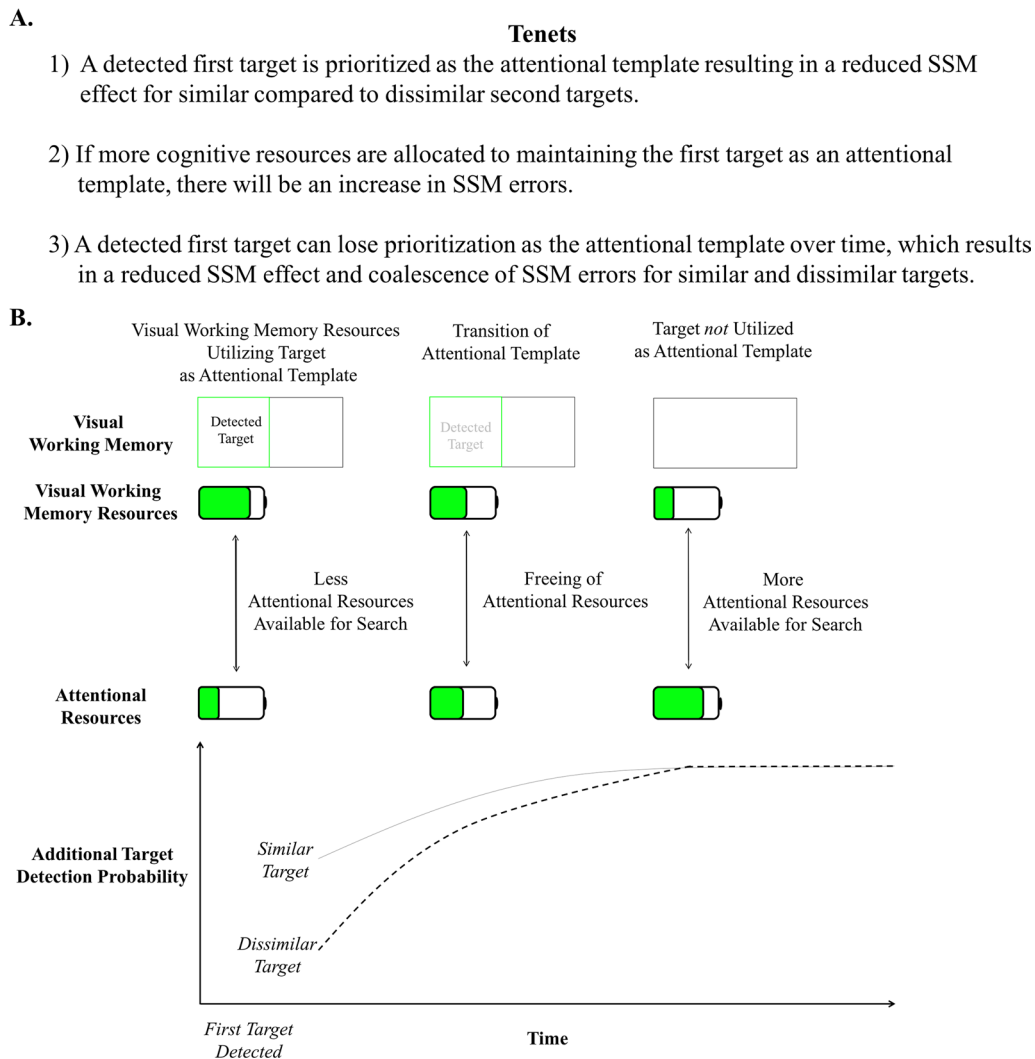 A.
Tenets
1) A detected first target is prioritized as the attentional template resulting in a reduced SSM
effect for similar compared to dissimilar second targets.
2) If more cognitive resources are allocated to maintaining the first target as an attentional
template, there will be an increase in SSM errors.
3) A detected first target can lose prioritization as the attentional template over time, which results
in a reduced SSM effect and coalescence of SSM errors for similar and dissimilar targets.
B.
Visual Working Memory Resources
Utilizing Target
as Attentional Template
Transition of
Attentional Template
Target not Utilized
as Attentional Template
Visual
Working Memory
Detected
Target
Detected
Target
Visual Working
Memory Resources
Less
Attentional Resources
Available for Search
Freeing of
Attentional Resources
More
Attentional Resources
Available for Search
Attentional
Resources
Additional Target
Detection Probability
Similar
Target
Dissimilar
Target
First Target
Detected
Time